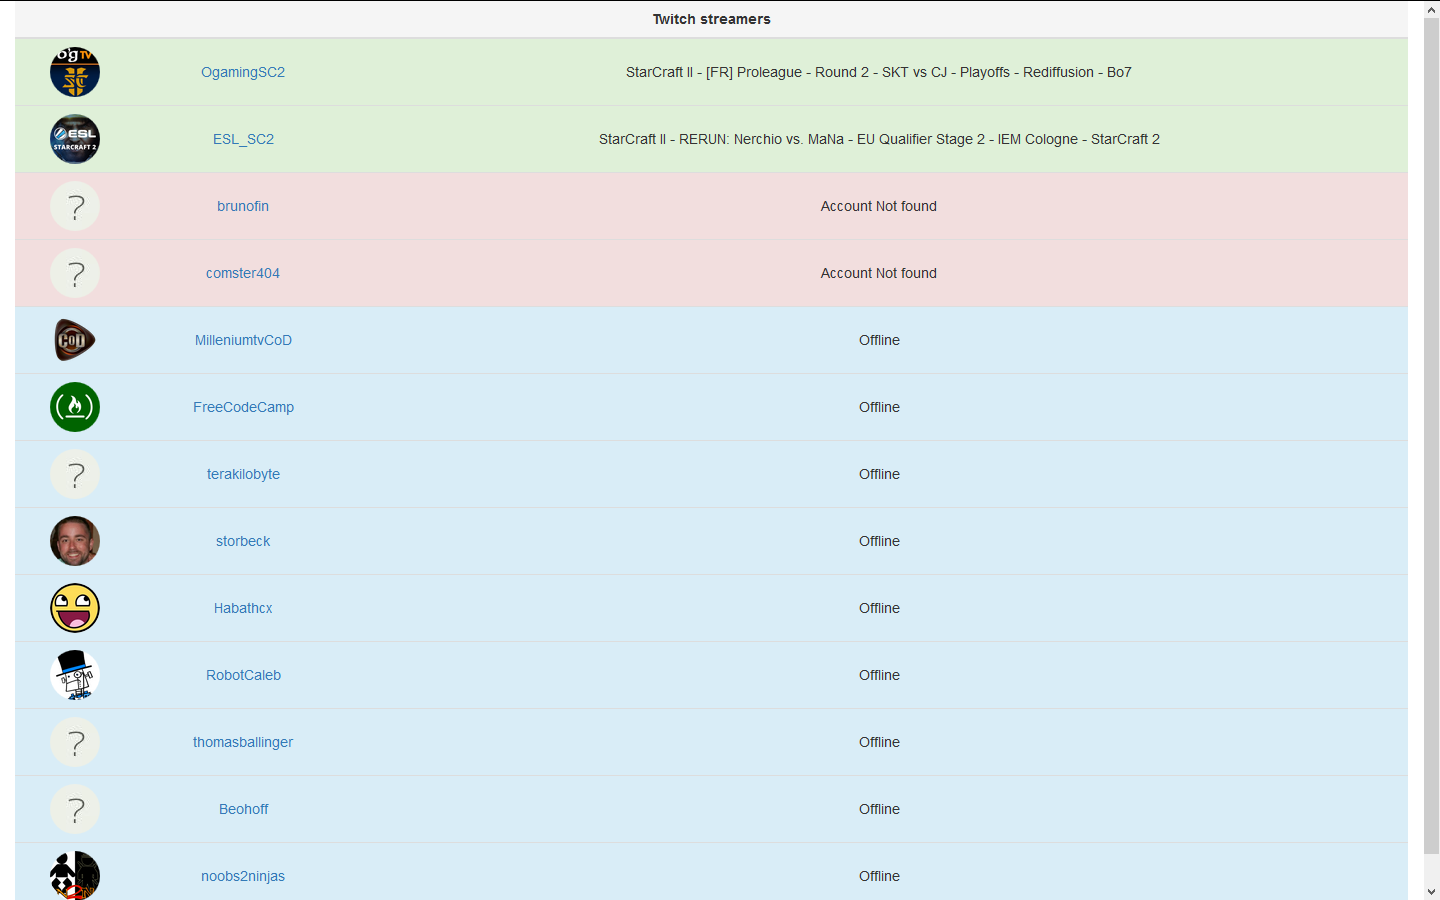 Twitch streamers
ógTV
OgamingSC2 StarCraft II - [FR] Proleague - Round 2 - SKT vs CJ - Playoffs - Rediffusion - Bo7
ESL
STARCRAFT 2
ESL_SC2 StarCraft II - RERUN: Nerchio vs. MaNa - EU Qualifier Stage 2 - IEM Cologne - StarCraft 2
? brunofin Account Not found
? comster404 Account Not found
CoD MilleniumtvCoD Offline
FreeCodeCamp Offline
? terakilobyte Offline
storbeck Offline
Habathcx Offline
RobotCaleb Offline
? thomasballinger Offline
? Beohoff Offline
noobs2ninjas Offline